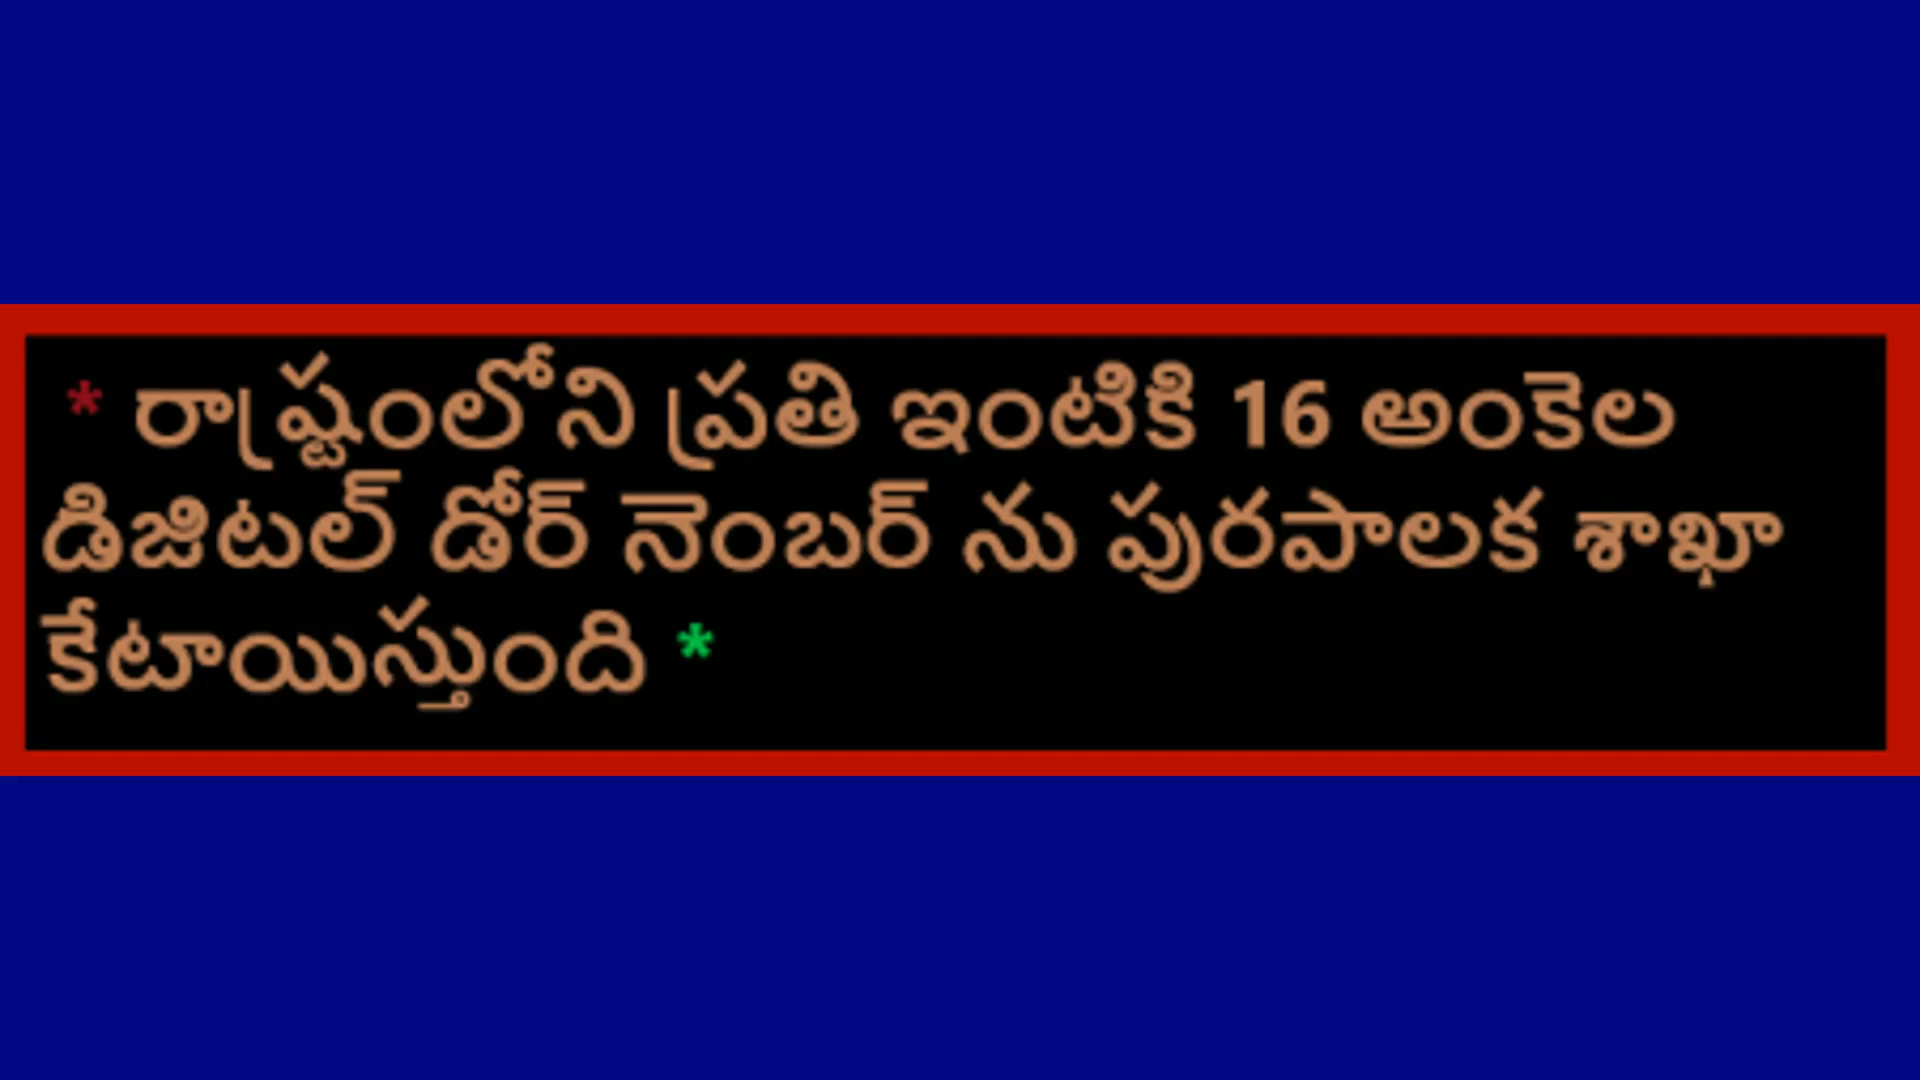 * రాష్ట్రంలోని ప్రతి ఇంటికి 16 అంకెల
డిజిటల్ డోర్ నెంబర్ ను పురపాలక శాఖా
కేటాయిస్తుంది *